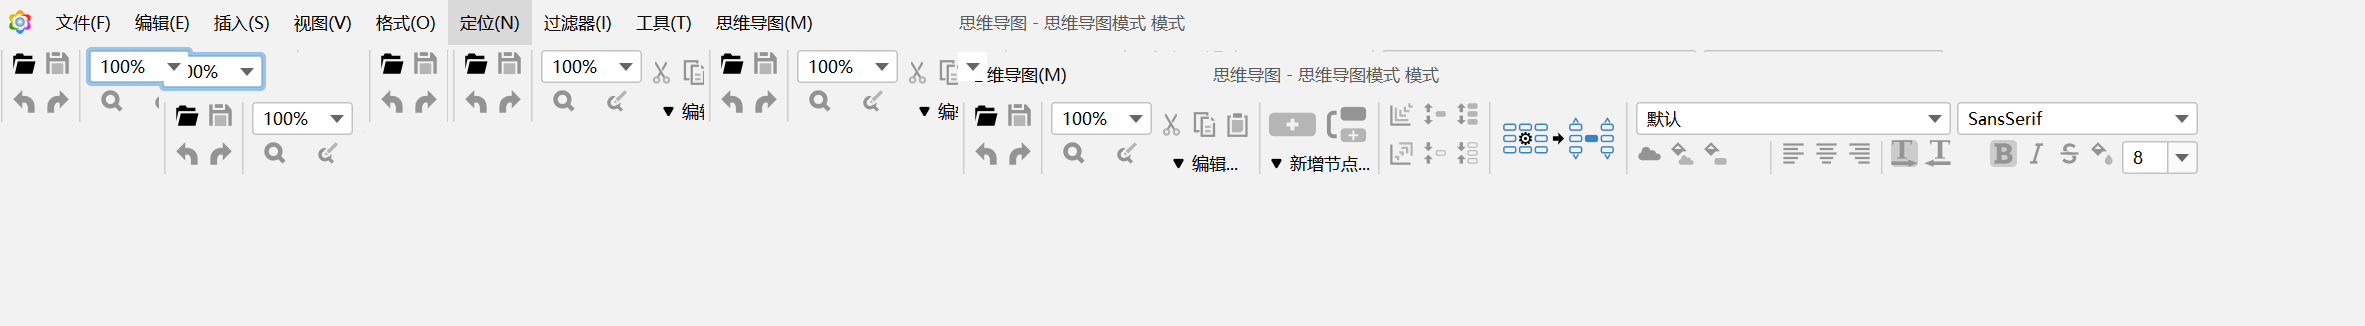 文件(F) 编辑(E) 插入(S) 视图(V) 格式(O) 定位(N) 过滤器(I) 工具(T) 思维导图(M) 思维导图 - 思维导图模式 模式
100% 00% 100% 100% 维导图(M) 思维导图 - 思维导图模式 模式
编辑 编
100% 100% 默认 SansSerif
编辑... 新增节点... 8